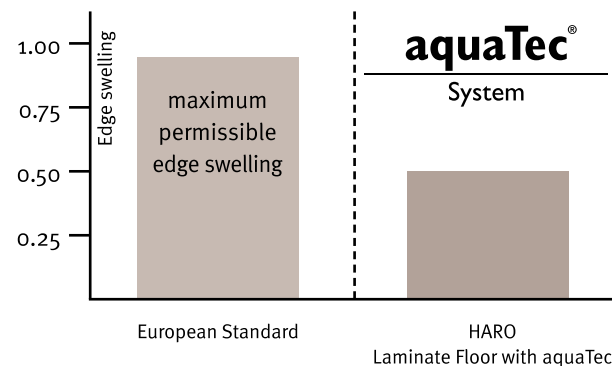 1.00
0.75
0.50
0.25
Edge swelling
maximum
permissible
edge swelling
aquaTec®
System
European Standard
HARO
Laminate Floor with aquaTec